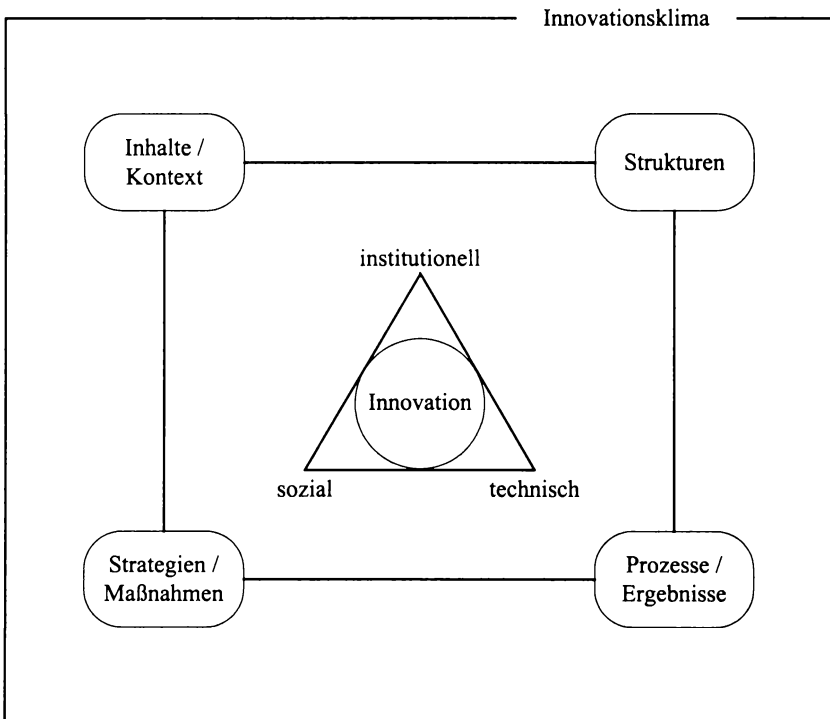 Innovationsklima
Inhalte /
Kontext
Strukturen
institutionell
Innovation
sozial
technisch
Strategien /
Maßnahmen
Prozesse /
Ergebnisse